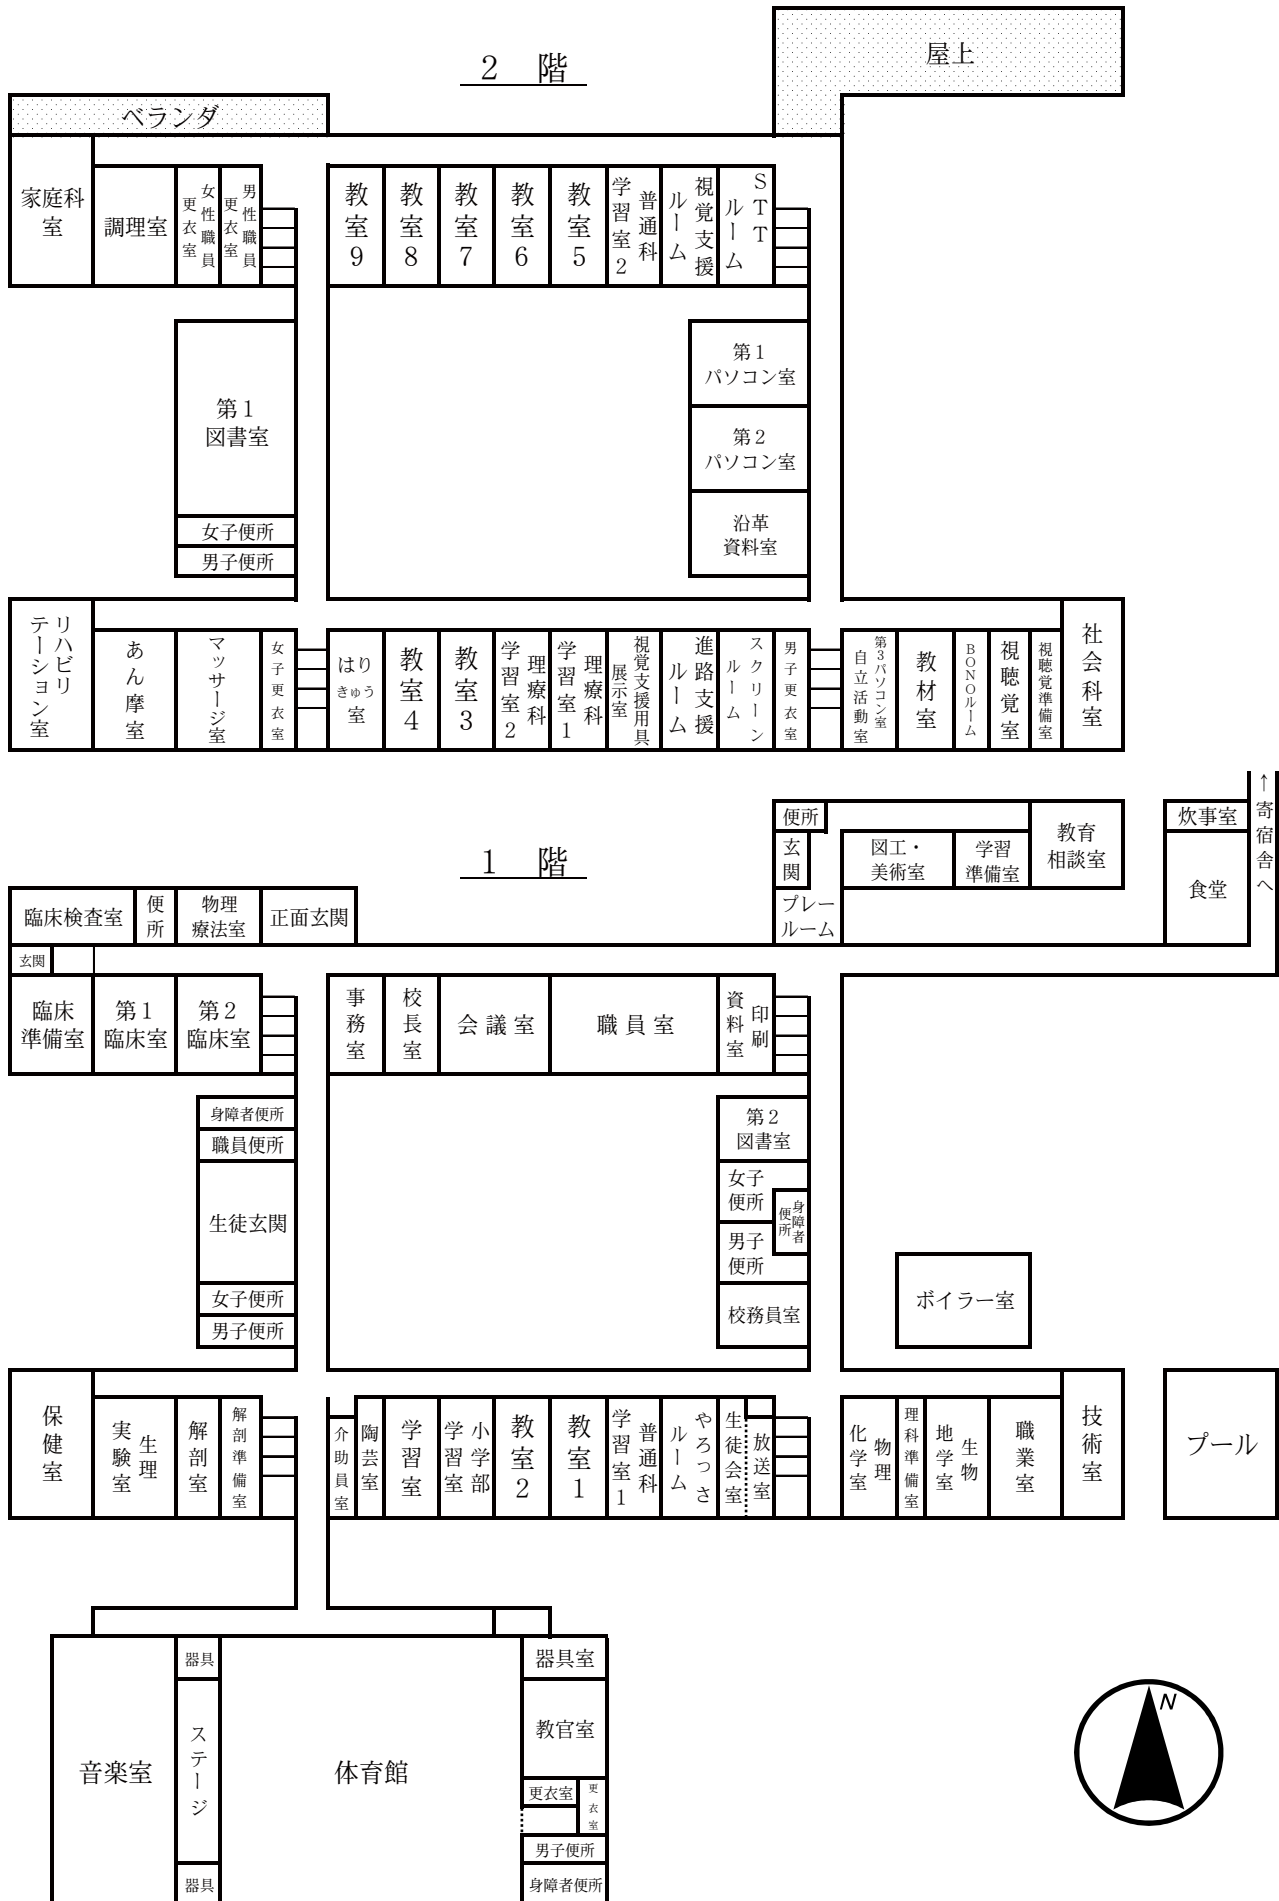 ２　階
屋上
ベランダ
家庭科
室
調理室
女性職員
更衣室
男性職員
更衣室
教室９
教室８
教室７
教室６
教室５
普通科
学習室２
視覚支援
ルーム
ＳＴＴ
ルーム
第１
図書室
女子便所
男子便所
第１
パソコン室
第２
パソコン室
沿革
資料室
リハビリ
テーション室
あん摩室
マッサージ室
女子更衣室
はり
きゅう
室
教室４
教室３
理療科
学習室２
理療科
学習室１
視覚支援用具
展示室
進路支援
ルーム
スクリーン
ルーム
男子更衣室
第３パソコン室
自立活動室
教材室
ＢＯＮＯルーム
視聴覚室
視聴覚準備室
社会科室
１　階
便所
玄関
プレー
ルーム
図工・
美術室
学習
準備室
教育
相談室
炊事室
食堂
↑寄宿舎へ
臨床検査室
便所
物理
療法室
正面玄関
玄関
臨床
準備室
第１
臨床室
第２
臨床室
事務室
校長室
会議室
職員室
印刷
資料室
身障者便所
職員便所
生徒玄関
女子便所
男子便所
第２
図書室
女子
便所
身障者
便所
男子
便所
校務員室
ボイラー室
保健室
生理
実験室
解剖室
解剖準備室
介助員室
陶芸室
学習室
小学部
学習室
教室２
教室１
普通科
学習室１
やろっさ
ルーム
生徒会室
放送室
物理
化学室
理科準備室
生物
地学室
職業室
技術室
プール
音楽室
器具
ステージ
器具
体育館
器具室
教官室
更衣室
更衣室
男子便所
身障者便所
N